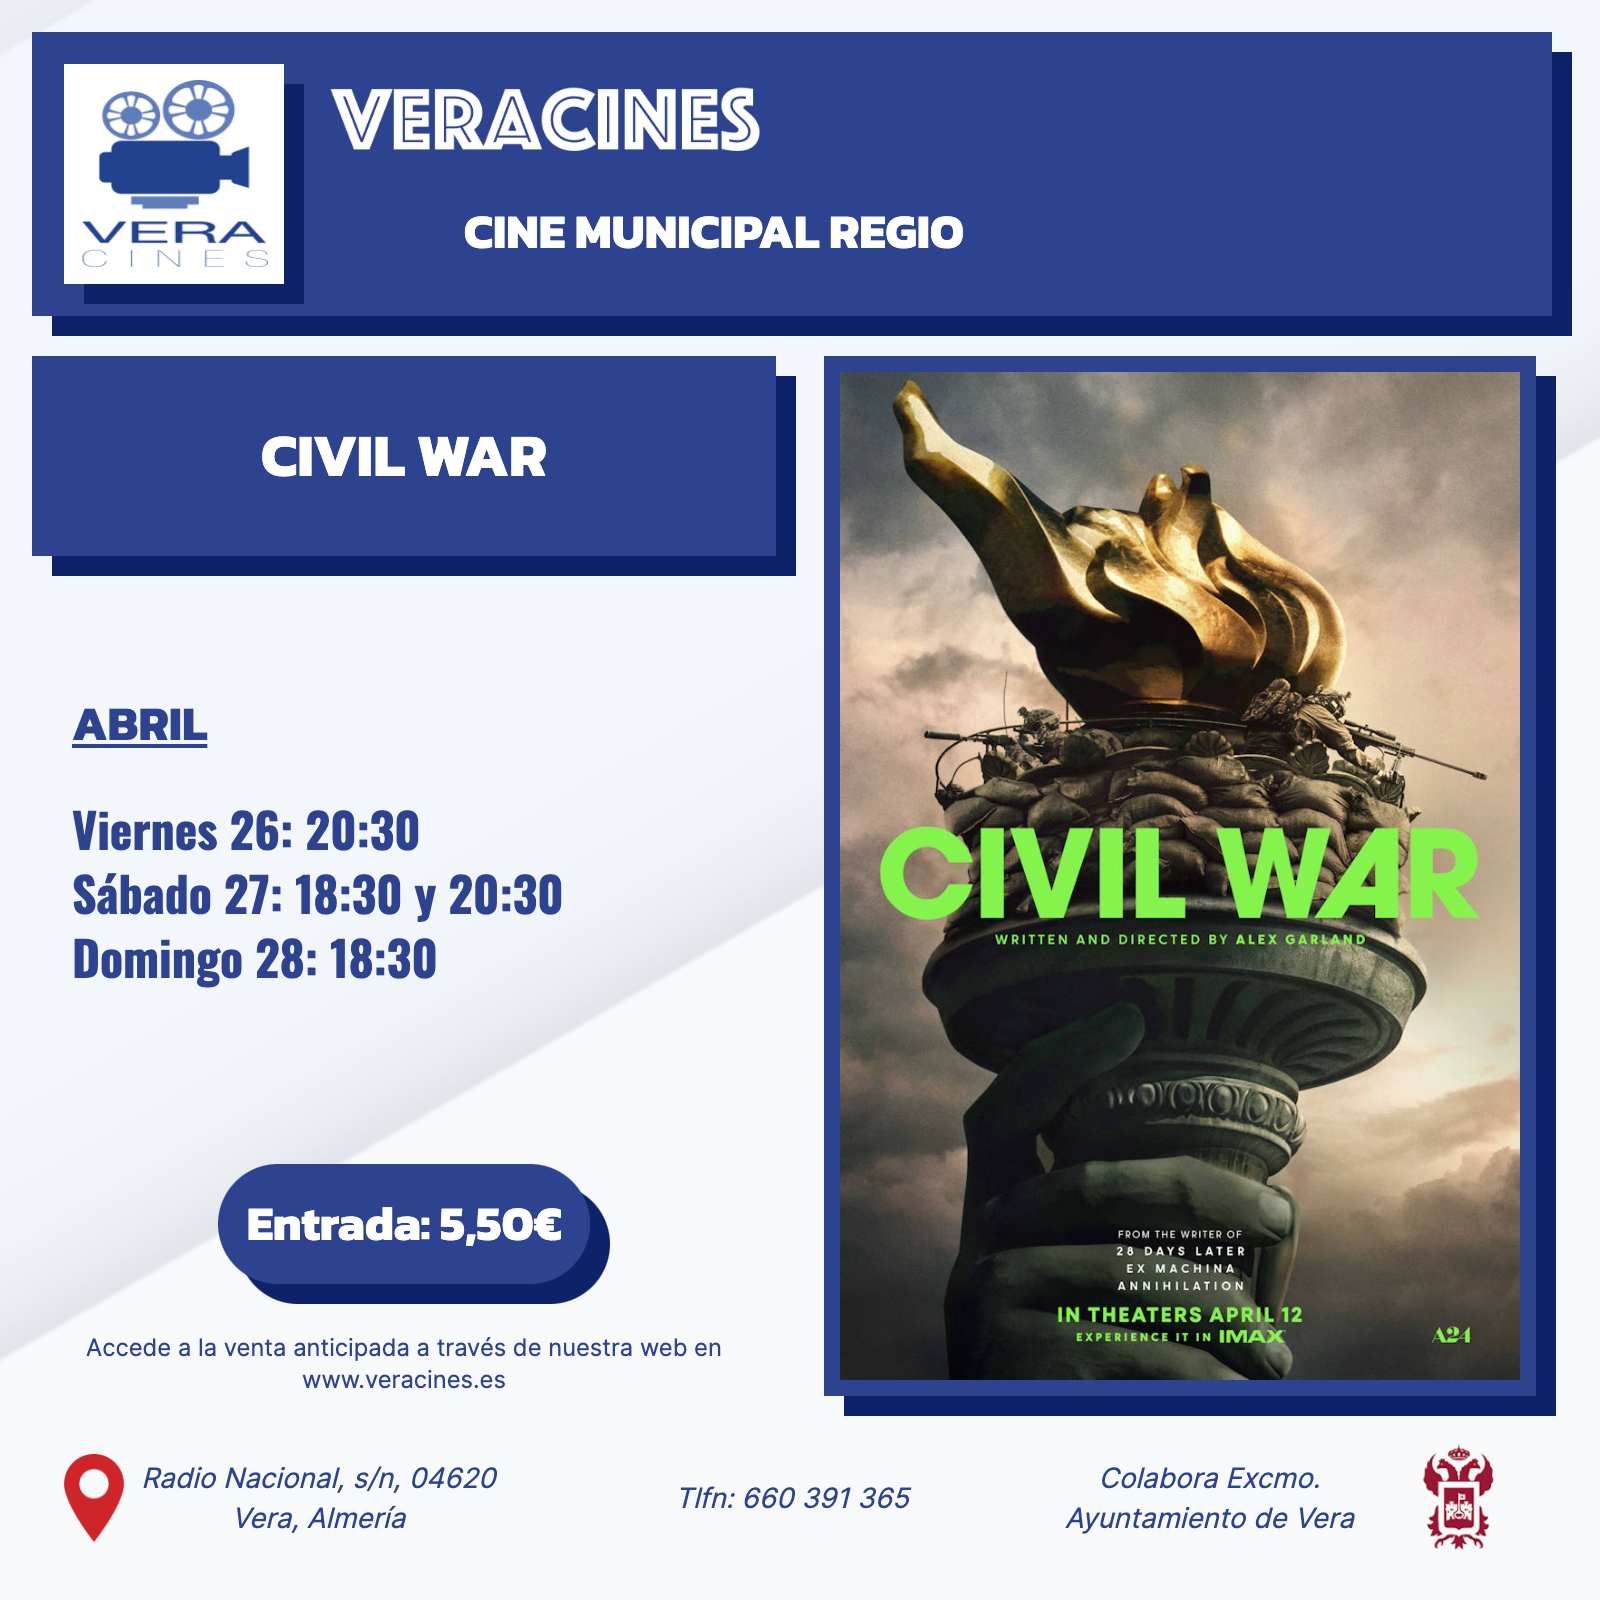 VERA
CINES
VERACINES
CINE MUNICIPAL REGIO
CIVIL WAR
ABRIL
Viernes 26: 20:30
Sábado 27: 18:30 y 20:30
Domingo 28: 18:30
Entrada: 5,50€
Accede a la venta anticipada a través de nuestra web en
www.veracines.es
CIVIL WAR
WRITTEN AND DIRECTED BY ALEX GARLAND
FROM THE WRITER OF
28 DAYS LATER
EX MACHINA
ANNIHILATION
IN THEATERS APRIL 12
EXPERIENCE IT IN IMAX
A24
Radio Nacional, s/n, 04620
Vera, Almería
Tlfn: 660 391 365
Colabora Excmo.
Ayuntamiento de Vera